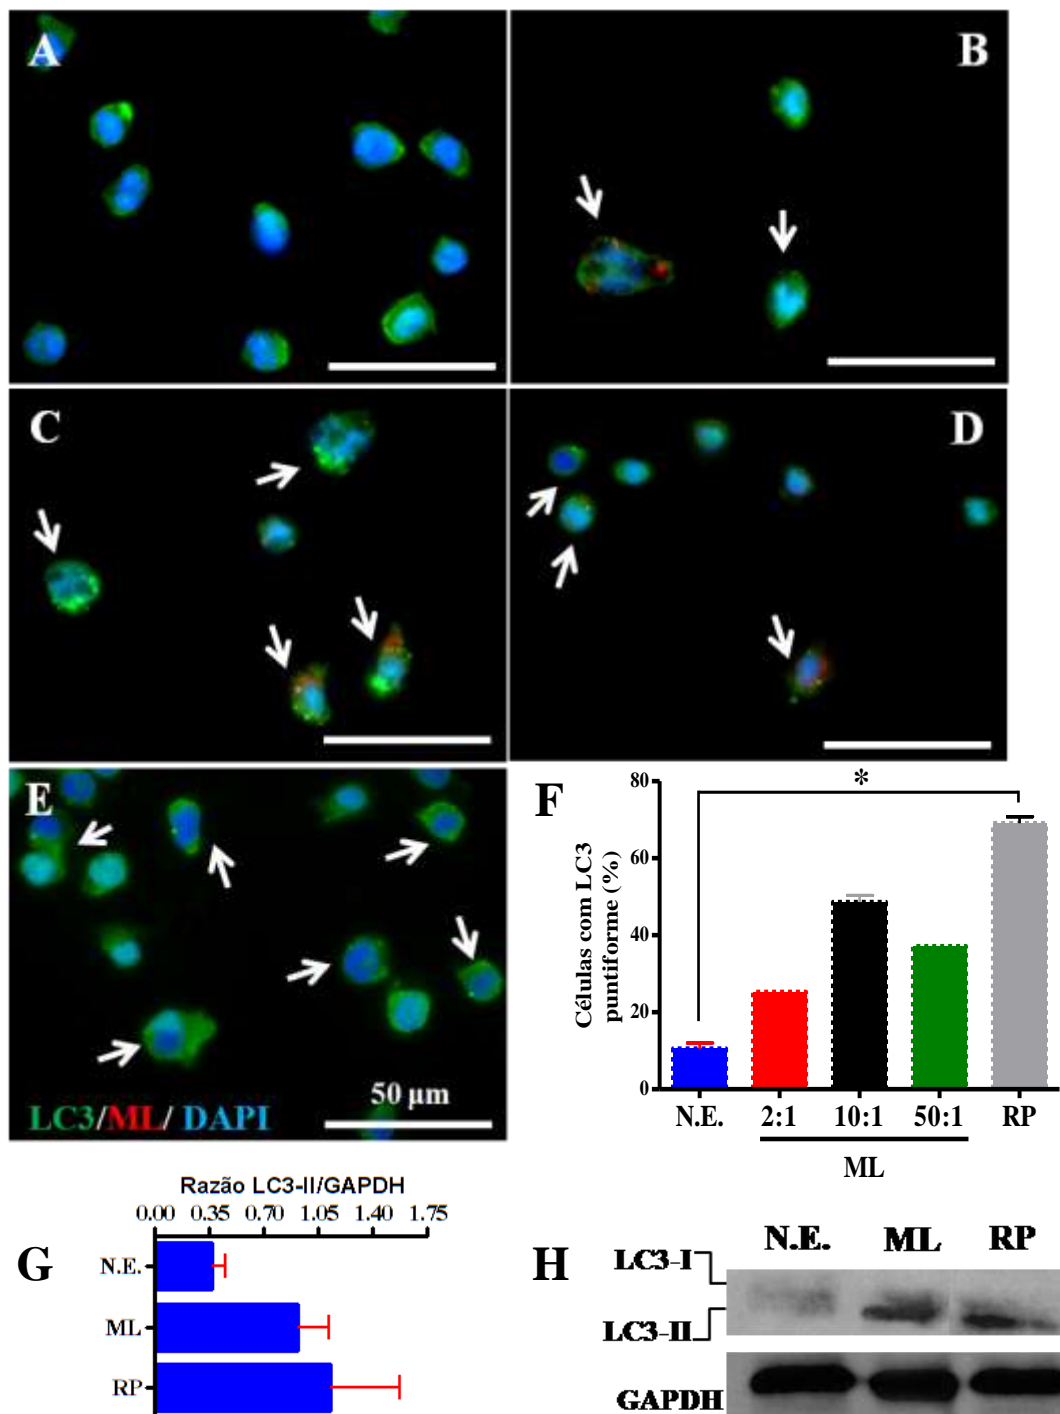 A
B
C
D
E
LC3/ML/ DAPI
50 µm
F
*
Células com LC3
puntiforme (%)
80
60
40
20
0
N.E. 2:1 10:1 50:1 RP
ML
G
Razão LC3-II/GAPDH
0.00 0.35 0.70 1.05 1.40 1.75
N.E.
ML
RP
H
N.E. ML RP
LC3-I
LC3-II
GAPDH